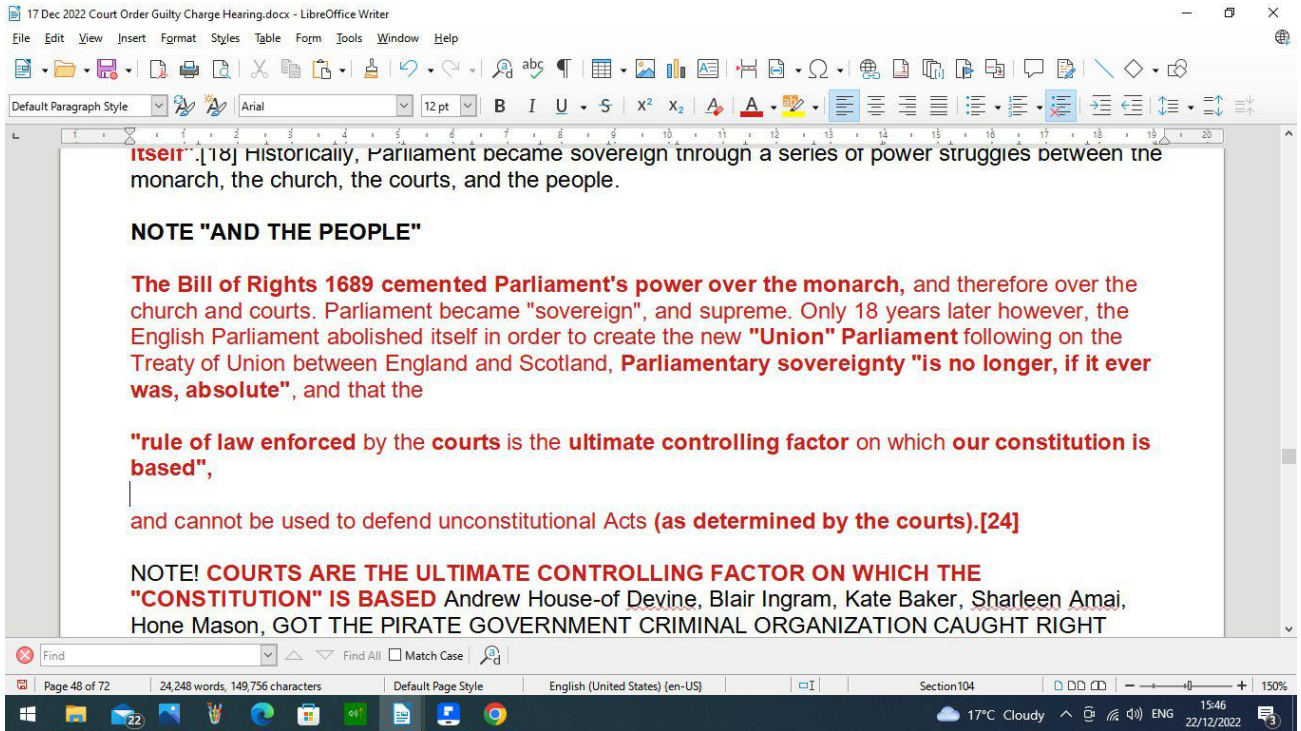 17 Dec 2022 Court Order Guilty Charge Hearing.docx - LibreOffice Writer
File Edit View Insert Format Styles Table Form Tools Window Help
Default Paragraph Style Arial 12 pt
itself".[18] Historically, Parliament became sovereign through a series of power struggles between the
monarch, the church, the courts, and the people.
NOTE "AND THE PEOPLE"
The Bill of Rights 1689 cemented Parliament's power over the monarch, and therefore over the
church and courts. Parliament became "sovereign", and supreme. Only 18 years later however, the
English Parliament abolished itself in order to create the new "Union" Parliament following on the
Treaty of Union between England and Scotland, Parliamentary sovereignty "is no longer, if it ever
was, absolute", and that the
"rule of law enforced by the courts is the ultimate controlling factor on which our constitution is
based",
and cannot be used to defend unconstitutional Acts (as determined by the courts).[24]
NOTE! COURTS ARE THE ULTIMATE CONTROLLING FACTOR ON WHICH THE
"CONSTITUTION" IS BASED Andrew House-of Devine, Blair Ingram, Kate Baker, Sharleen Amai,
Hone Mason, GOT THE PIRATE GOVERNMENT CRIMINAL ORGANIZATION CAUGHT RIGHT
Find Find All Match Case
Page 48 of 72 24,248 words, 149,756 characters Default Page Style English (United States) {en-US} Section104 150%
22 17°C Cloudy ENG 15:46
22/12/2022 3